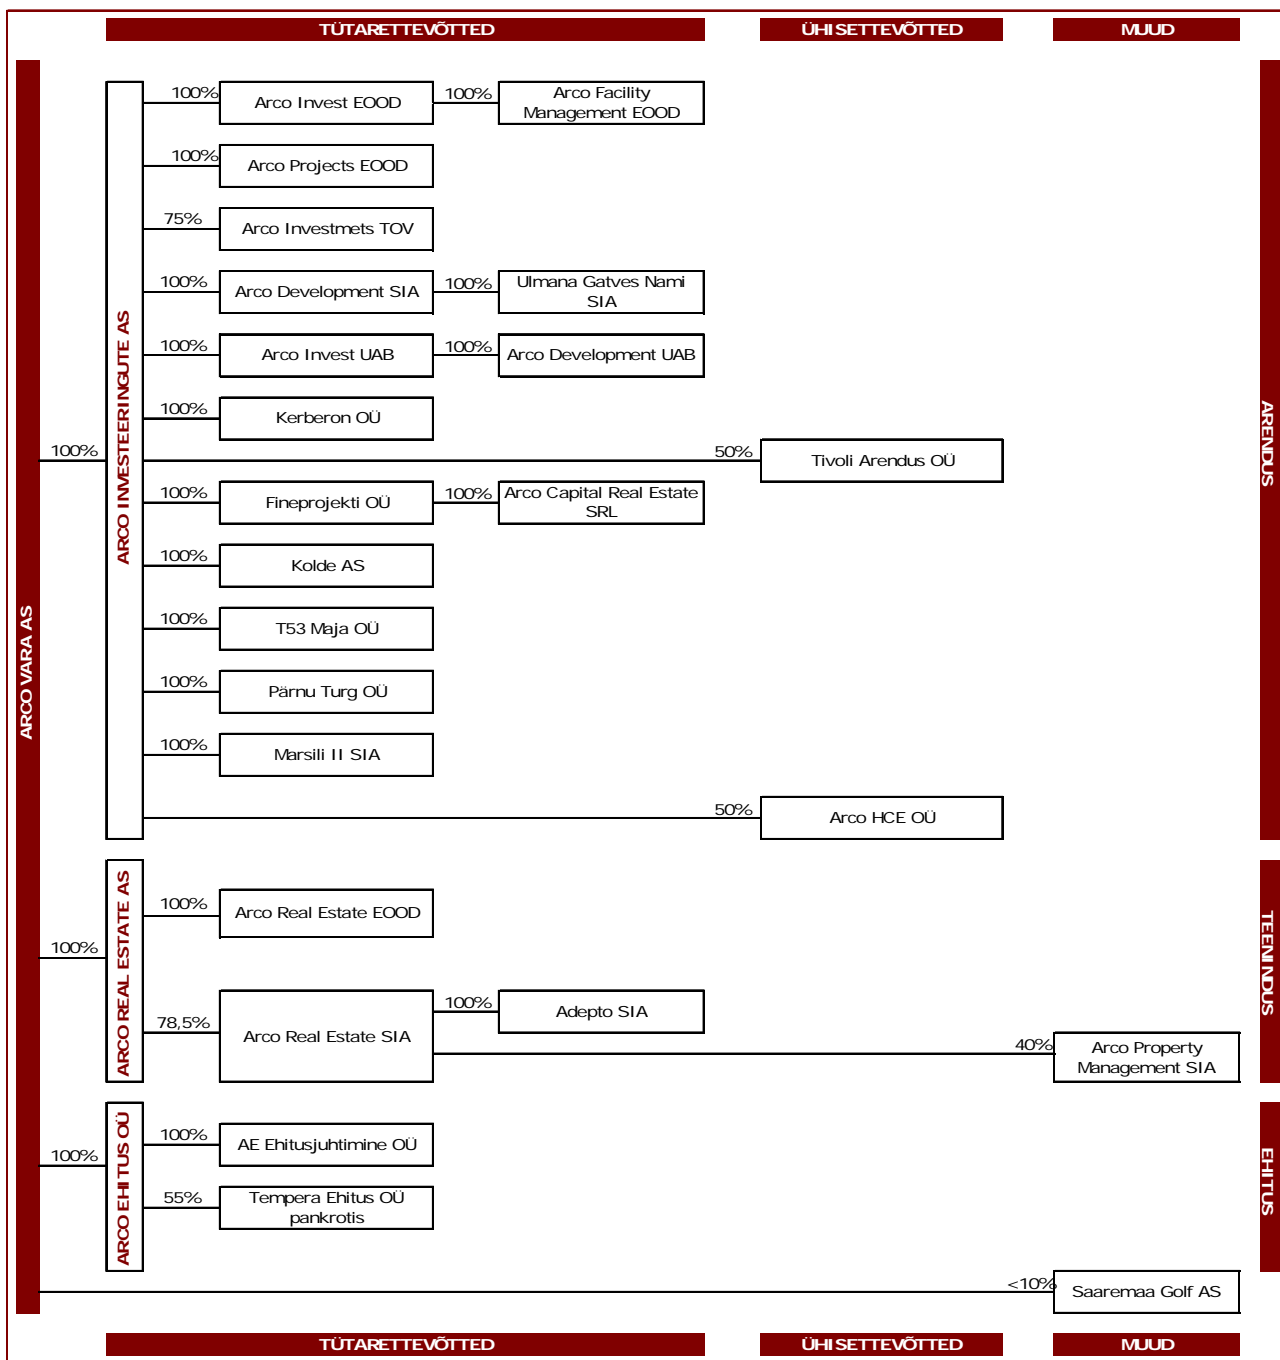 TÜTARETTEVÕTTED
ÜHISETTEVÕTTED
MUUD
ARCO VARA AS
100%
ARCO INVESTEERINGUTE AS
100%
Arco Invest EOOD
100%
Arco Facility
Management EOOD
100%
Arco Projects EOOD
75%
Arco Investmets TOV
100%
Arco Development SIA
100%
Ulmana Gatves Nami
SIA
100%
Arco Invest UAB
100%
Arco Development UAB
100%
Kerberon OÜ
50%
Tivoli Arendus OÜ
100%
Fineprojekti OÜ
100%
Arco Capital Real Estate
SRL
100%
Kolde AS
100%
T53 Maja OÜ
100%
Pärnu Turg OÜ
100%
Marsili II SIA
50%
Arco HCE OÜ
ARENDUS
100%
ARCO REAL ESTATE AS
100%
Arco Real Estate EOOD
78,5%
Arco Real Estate SIA
100%
Adepto SIA
40%
Arco Property
Management SIA
TEENINDUS
100%
ARCO EHITUS OÜ
100%
AE Ehitusjuhtimine OÜ
55%
Tempera Ehitus OÜ
pankrotis
EHITUS
<10%
Saaremaa Golf AS
TÜTARETTEVÕTTED
ÜHISETTEVÕTTED
MUUD